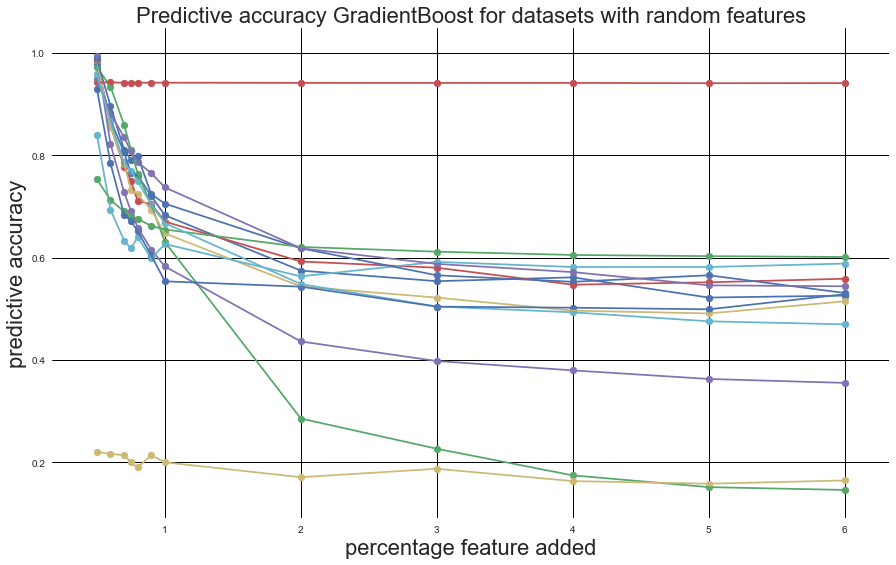 Predictive accuracy GradientBoost for datasets with random features
1.0
0.8
0.6
0.4
0.2
predictive accuracy
1 2 3 4 5 6
percentage feature added